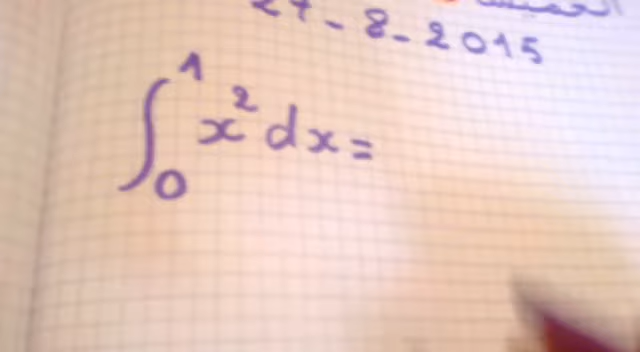 27-8-2015
∫₀¹ x² dx =